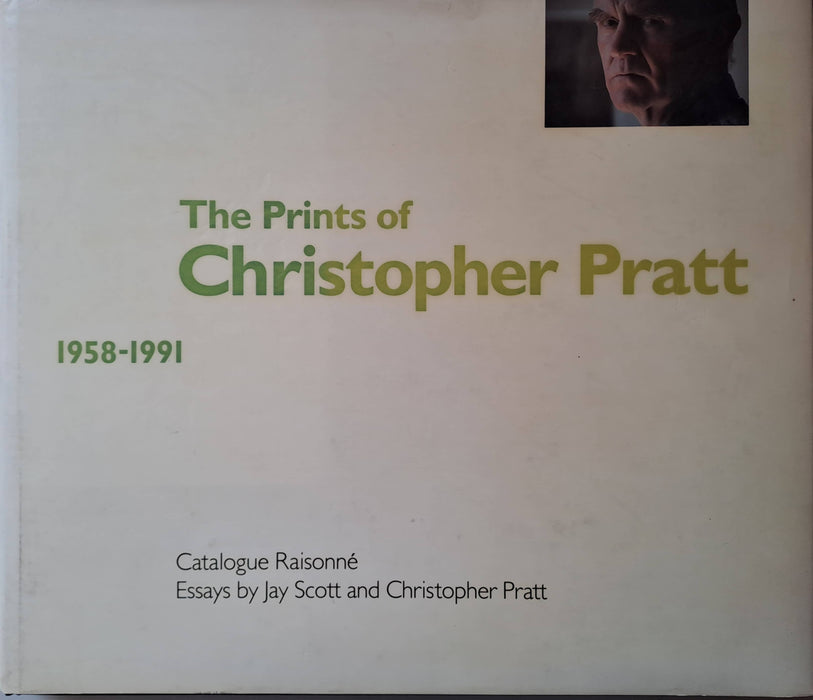 The Prints of
Christopher Pratt
1958-1991
Catalogue Raisonné
Essays by Jay Scott and Christopher Pratt